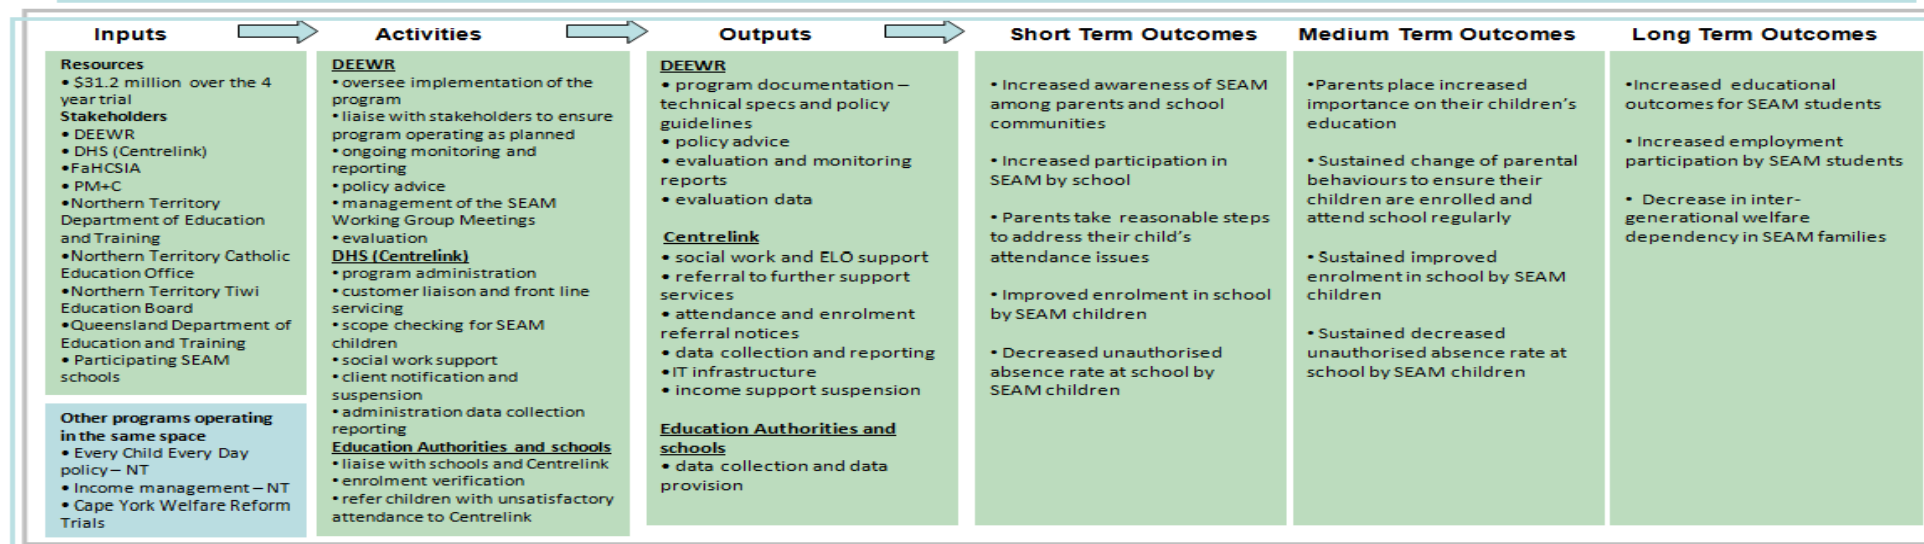 Inputs
Activities
Outputs
Short Term Outcomes
Medium Term Outcomes
Long Term Outcomes
Resources
• $31.2 million over the 4
year trial
Stakeholders
• DEEWR
• DHS (Centrelink)
•FaHCSIA
• PM+C
•Northern Territory
Department of Education
and Training
•Northern Territory Catholic
Education Office
•Northern Territory Tiwi
Education Board
•Queensland Department of
Education and Training
• Participating SEAM
schools
Other programs operating
in the same space
• Every Child Every Day
policy – NT
• Income management – NT
• Cape York Welfare Reform
Trials
DEEWR
• oversee implementation of the
program
• liaise with stakeholders to ensure
program operating as planned
• ongoing monitoring and
reporting
• policy advice
• management of the SEAM
Working Group Meetings
• evaluation
DHS (Centrelink)
• program administration
• customer liaison and front line
servicing
• scope checking for SEAM
children
• social work support
• client notification and
suspension
• administration data collection
reporting
Education Authorities and schools
• liaise with schools and Centrelink
• enrolment verification
• refer children with unsatisfactory
attendance to Centrelink
DEEWR
• program documentation –
technical specs and policy
guidelines
• policy advice
• evaluation and monitoring
reports
• evaluation data
Centrelink
• social work and ELO support
• referral to further support
services
• attendance and enrolment
referral notices
• data collection and reporting
•IT infrastructure
• income support suspension
Education Authorities and
schools
• data collection and data
provision
• Increased awareness of SEAM
among parents and school
communities
• Increased participation in
SEAM by school
• Parents take reasonable steps
to address their child’s
attendance issues
• Improved enrolment in school
by SEAM children
• Decreased unauthorised
absence rate at school by
SEAM children
•Parents place increased
importance on their children’s
education
• Sustained change of parental
behaviours to ensure their
children are enrolled and
attend school regularly
• Sustained improved
enrolment in school by SEAM
children
• Sustained decreased
unauthorised absence rate at
school by SEAM children
•Increased educational
outcomes for SEAM students
• Increased employment
participation by SEAM students
• Decrease in inter-
generational welfare
dependency in SEAM families